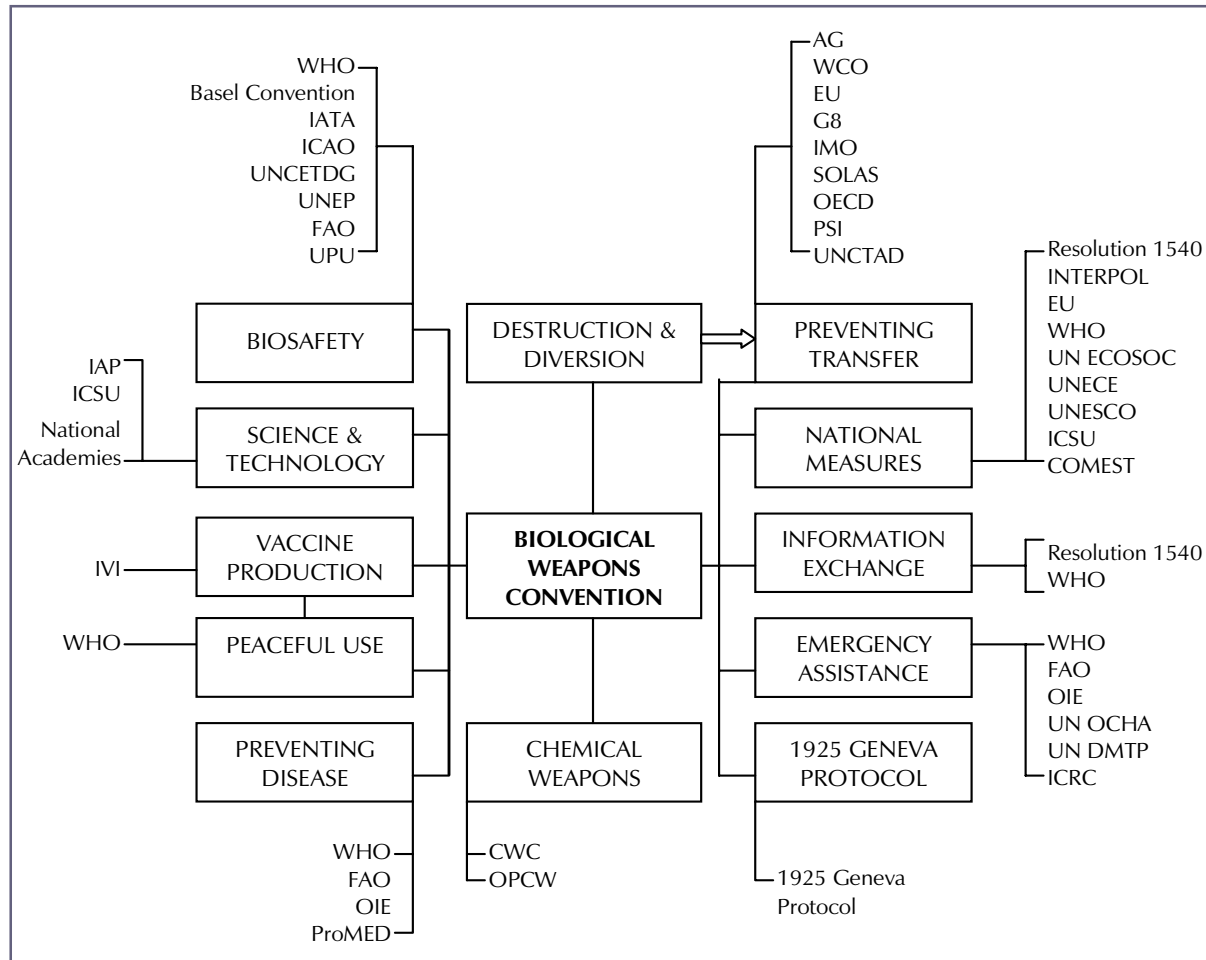 WHO
Basel Convention
IATA
ICAO
UNCETDG
UNEP
FAO
UPU
AG
WCO
EU
G8
IMO
SOLAS
OECD
PSI
UNCTAD
Resolution 1540
INTERPOL
EU
WHO
UN ECOSOC
UNECE
UNESCO
ICSU
COMEST
BIOSAFETY
DESTRUCTION &
DIVERSION
PREVENTING
TRANSFER
IAP
ICSU
National
Academies
SCIENCE &
TECHNOLOGY
NATIONAL
MEASURES
IVI
VACCINE
PRODUCTION
BIOLOGICAL
WEAPONS
CONVENTION
INFORMATION
EXCHANGE
Resolution 1540
WHO
WHO
PEACEFUL USE
EMERGENCY
ASSISTANCE
WHO
FAO
OIE
UN OCHA
UN DMTP
ICRC
PREVENTING
DISEASE
CHEMICAL
WEAPONS
1925 GENEVA
PROTOCOL
WHO
FAO
OIE
ProMED
CWC
OPCW
1925 Geneva
Protocol